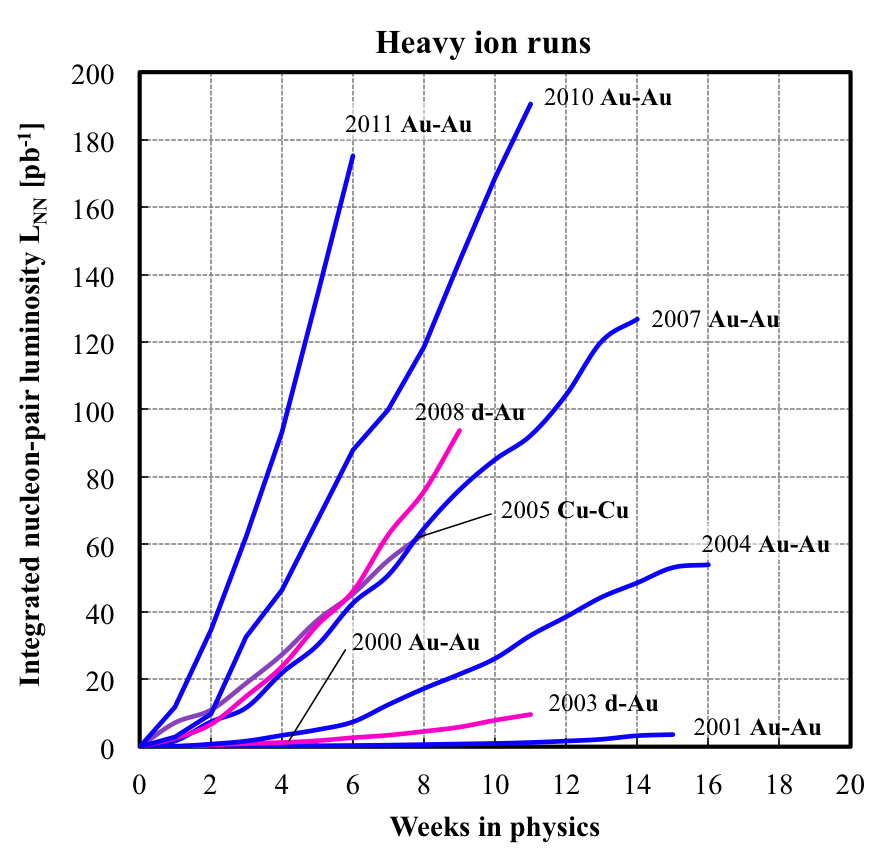 Heavy ion runs
Integrated nucleon-pair luminosity L_NN [pb⁻¹]
200
180
160
140
120
100
80
60
40
20
0
2011 Au-Au
2010 Au-Au
2007 Au-Au
2008 d-Au
2005 Cu-Cu
2004 Au-Au
2000 Au-Au
2003 d-Au
2001 Au-Au
0 2 4 6 8 10 12 14 16 18 20
Weeks in physics